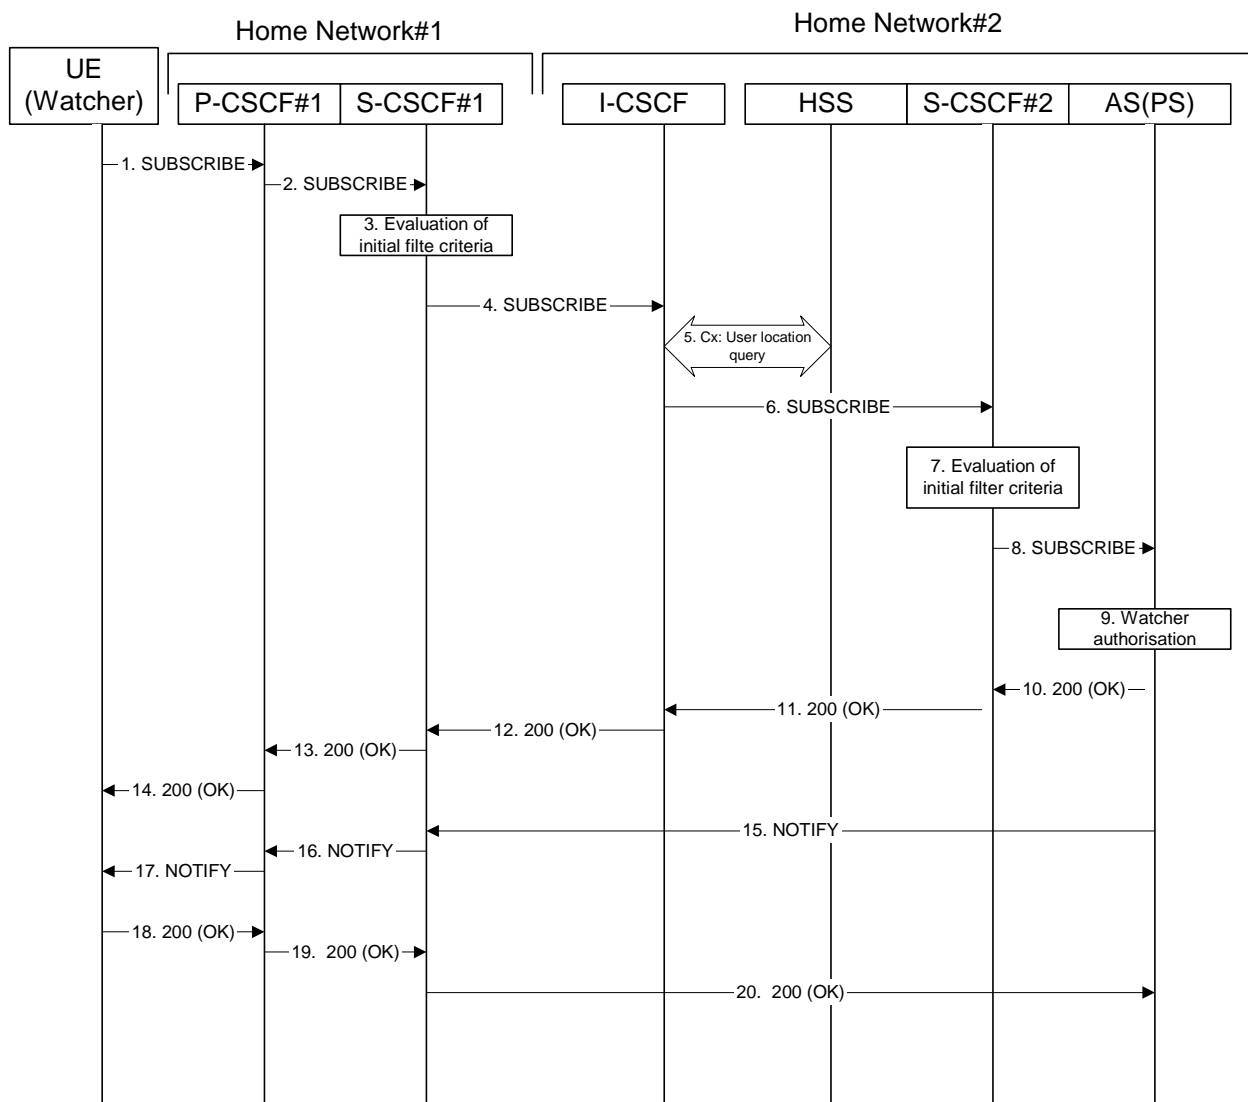 Home Network#1
Home Network#2
UE
(Watcher)
P-CSCF#1
S-CSCF#1
I-CSCF
HSS
S-CSCF#2
AS(PS)
1. SUBSCRIBE
2. SUBSCRIBE
3. Evaluation of
initial filte criteria
4. SUBSCRIBE
5. Cx: User location
query
6. SUBSCRIBE
7. Evaluation of
initial filter criteria
8. SUBSCRIBE
9. Watcher
authorisation
10. 200 (OK)
11. 200 (OK)
12. 200 (OK)
13. 200 (OK)
14. 200 (OK)
15. NOTIFY
16. NOTIFY
17. NOTIFY
18. 200 (OK)
19. 200 (OK)
20. 200 (OK)